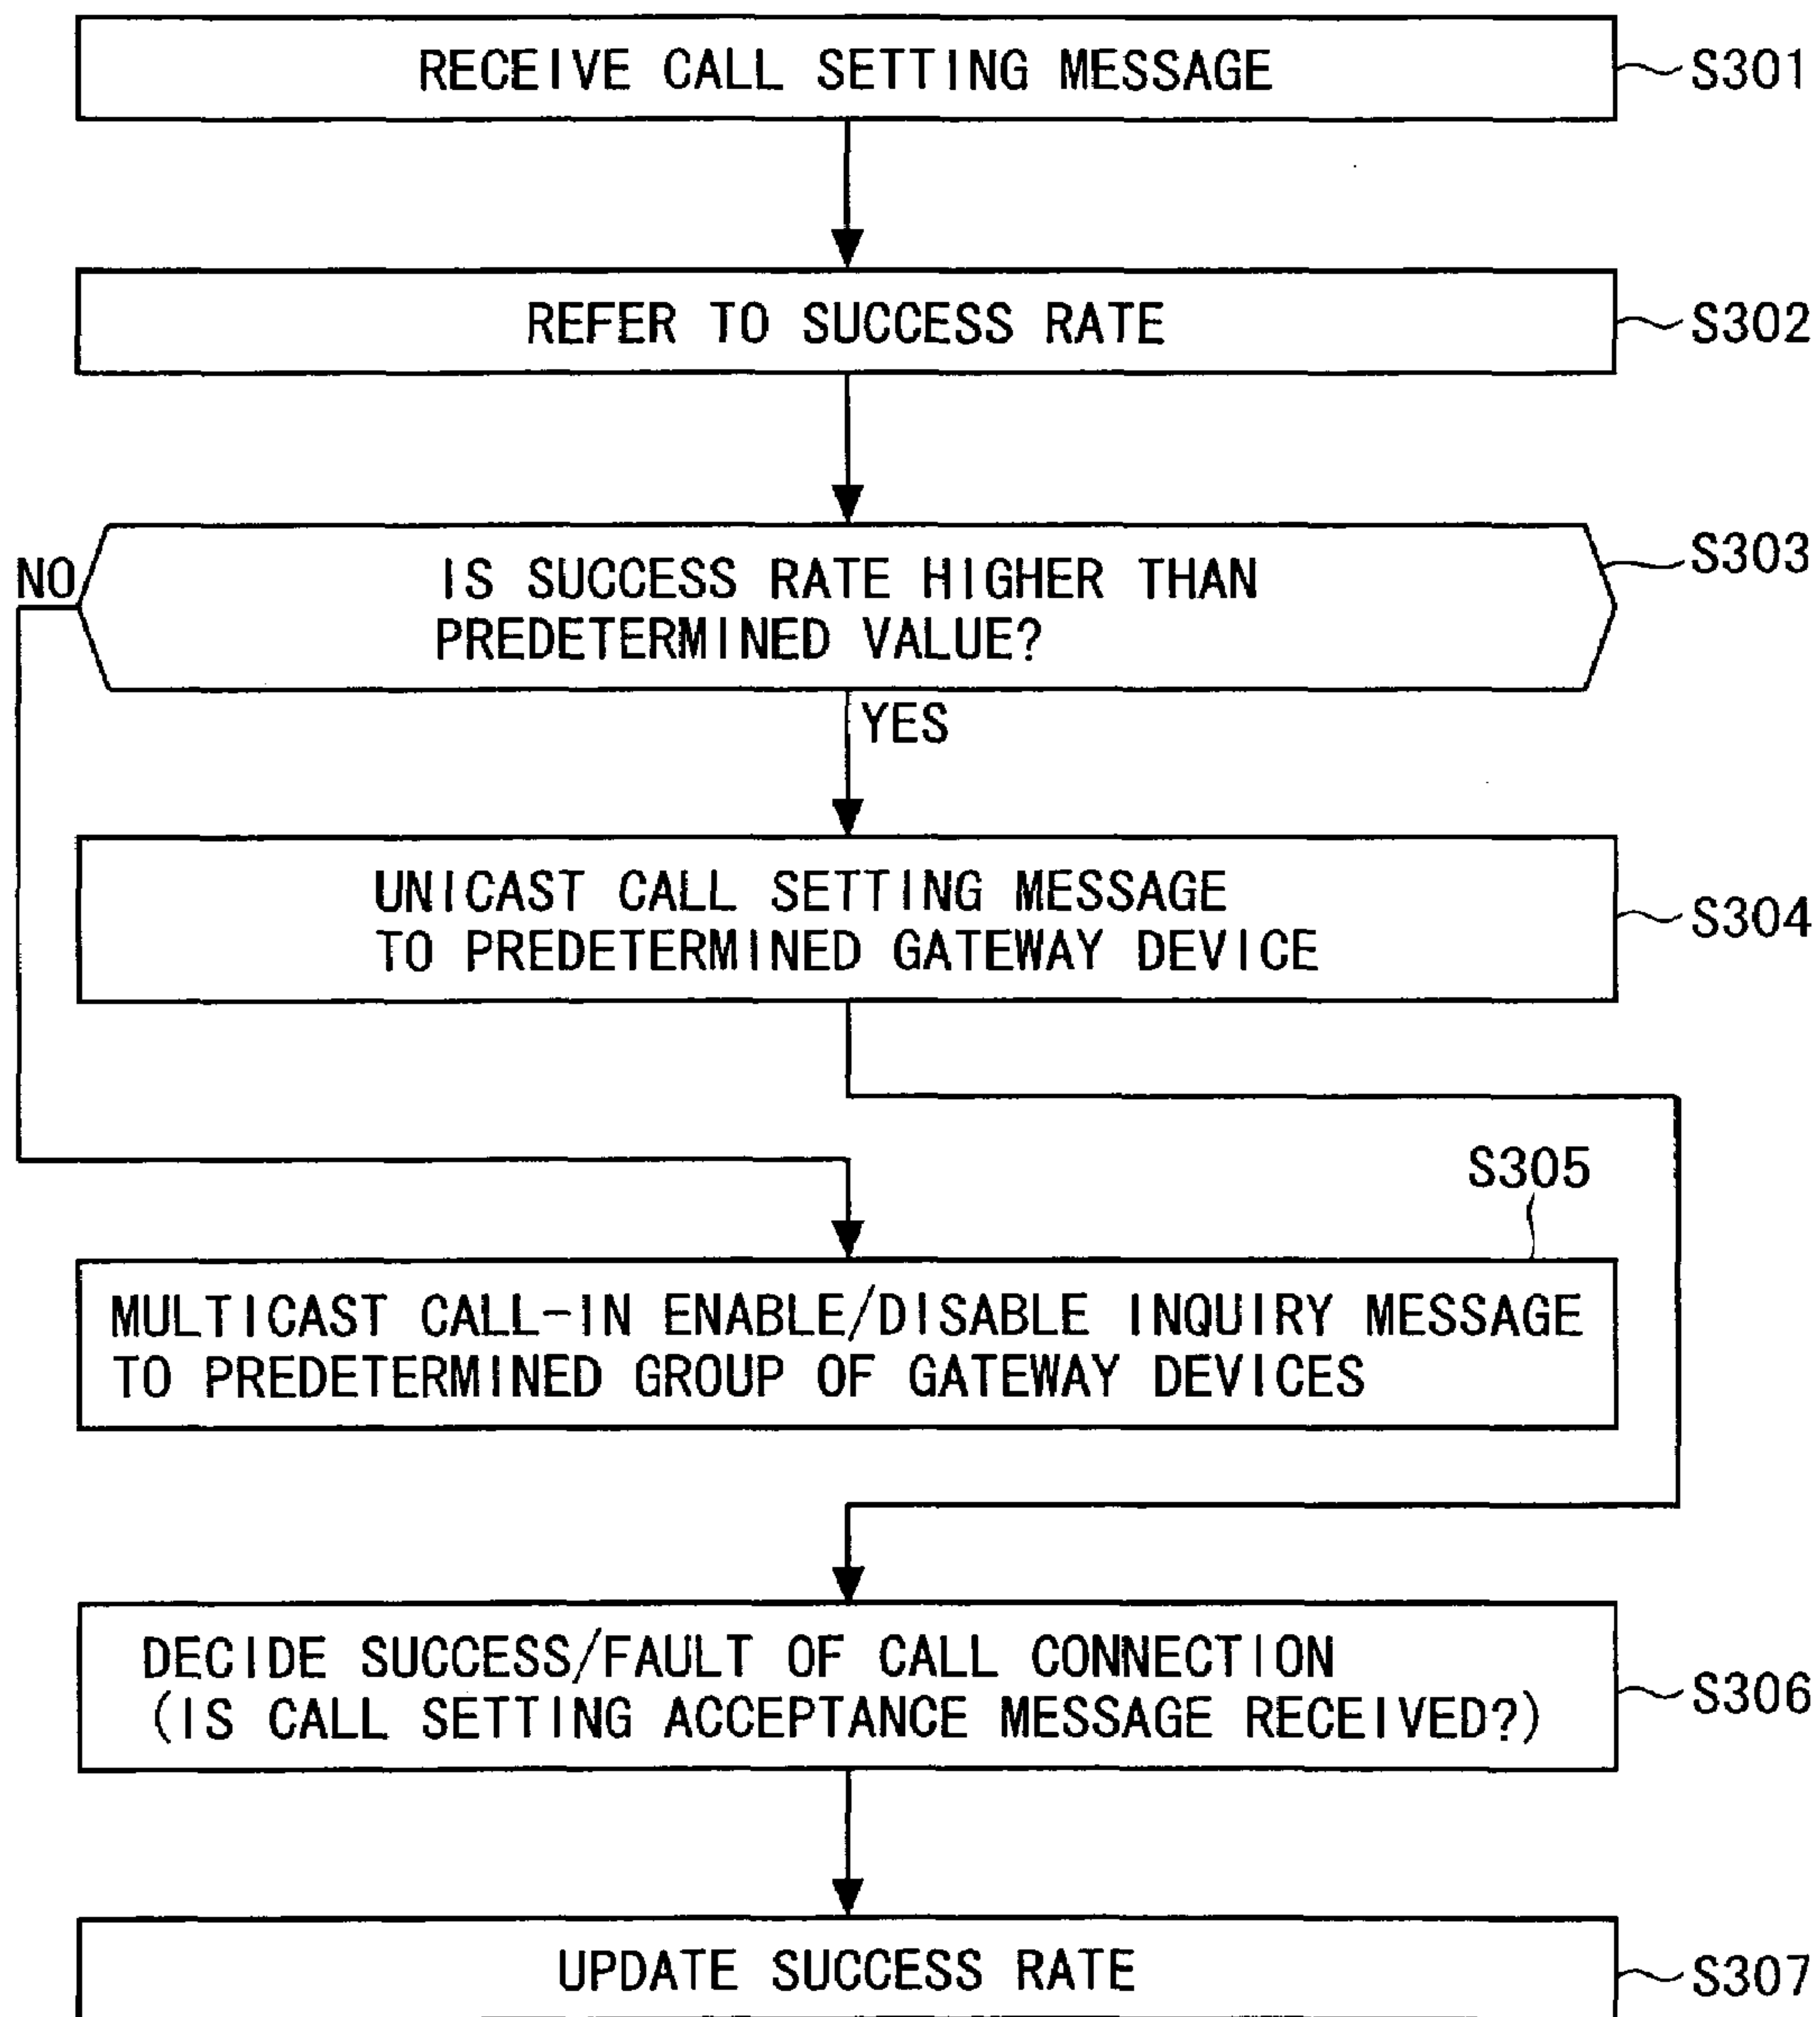 RECEIVE CALL SETTING MESSAGE
S301
REFER TO SUCCESS RATE
S302
S303
NO
IS SUCCESS RATE HIGHER THAN
PREDETERMINED VALUE?
YES
UNICAST CALL SETTING MESSAGE
TO PREDETERMINED GATEWAY DEVICE
S304
S305
MULTICAST CALL-IN ENABLE/DISABLE INQUIRY MESSAGE
TO PREDETERMINED GROUP OF GATEWAY DEVICES
DECIDE SUCCESS/FAULT OF CALL CONNECTION
(IS CALL SETTING ACCEPTANCE MESSAGE RECEIVED?)
S306
UPDATE SUCCESS RATE
S307